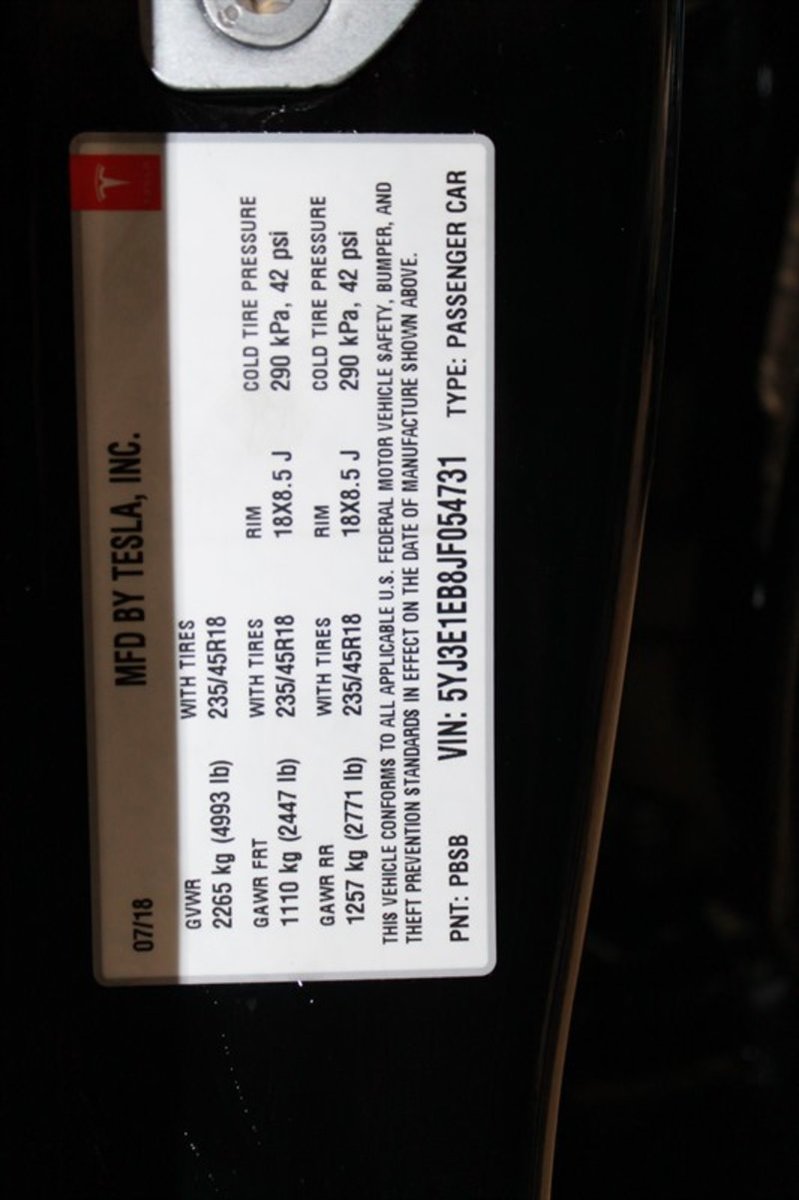 07/18 MFD BY TESLA, INC.
GVWR WITH TIRES
2265 kg (4993 lb) 235/45R18
GAWR FRT WITH TIRES RIM COLD TIRE PRESSURE
1110 kg (2447 lb) 235/45R18 18X8.5 J 290 kPa, 42 psi
GAWR RR WITH TIRES RIM COLD TIRE PRESSURE
1257 kg (2771 lb) 235/45R18 18X8.5 J 290 kPa, 42 psi
THIS VEHICLE CONFORMS TO ALL APPLICABLE U.S. FEDERAL MOTOR VEHICLE SAFETY, BUMPER, AND
THEFT PREVENTION STANDARDS IN EFFECT ON THE DATE OF MANUFACTURE SHOWN ABOVE.
PNT: PBSB VIN: 5YJ3E1EB8JF054731 TYPE: PASSENGER CAR